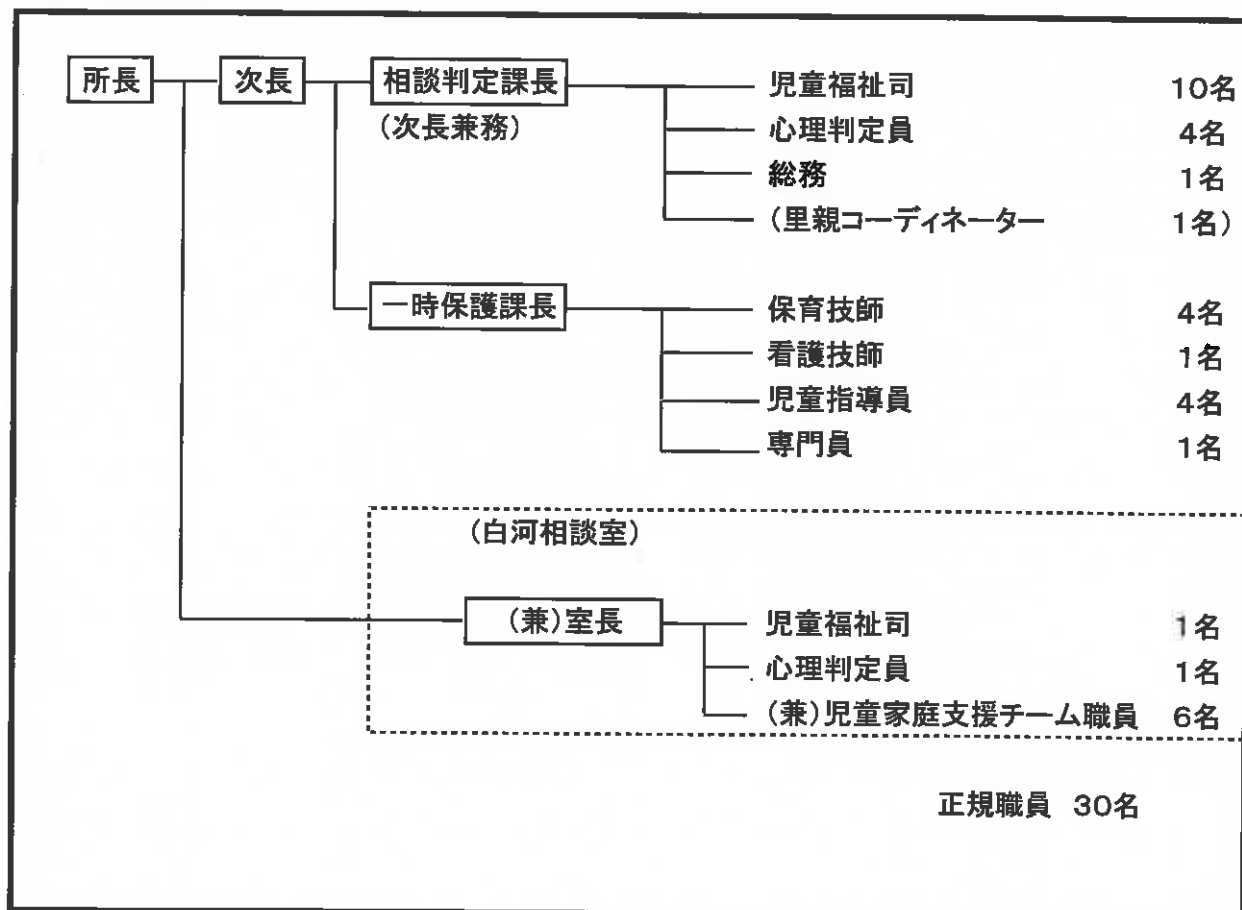 所長 次長 相談判定課長 児童福祉司 10名
(次長兼務) 心理判定員 4名
総務 1名
(里親コーディネーター 1名)
一時保護課長 保育技師 4名
看護技師 1名
児童指導員 4名
専門員 1名
(白河相談室)
(兼)室長 児童福祉司 1名
心理判定員 1名
(兼)児童家庭支援チーム職員 6名
正規職員 30名